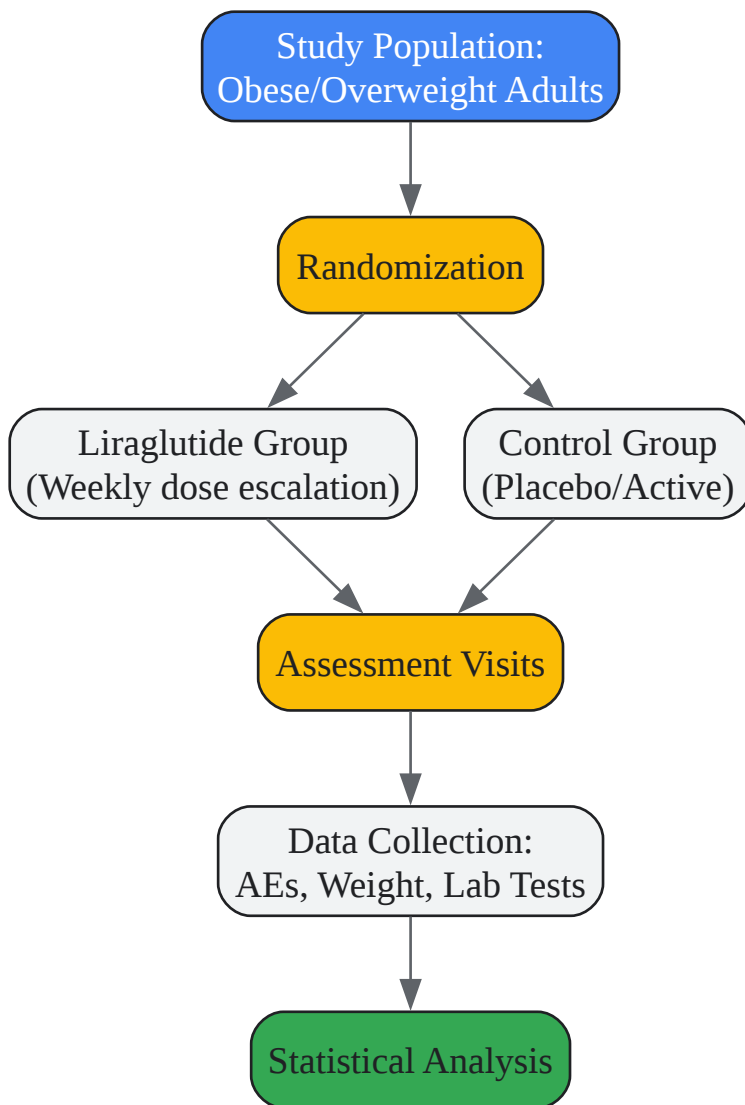 Study Population:
Obese/Overweight Adults
Randomization
Liraglutide Group
(Weekly dose escalation)
Control Group
(Placebo/Active)
Assessment Visits
Data Collection:
AEs, Weight, Lab Tests
Statistical Analysis